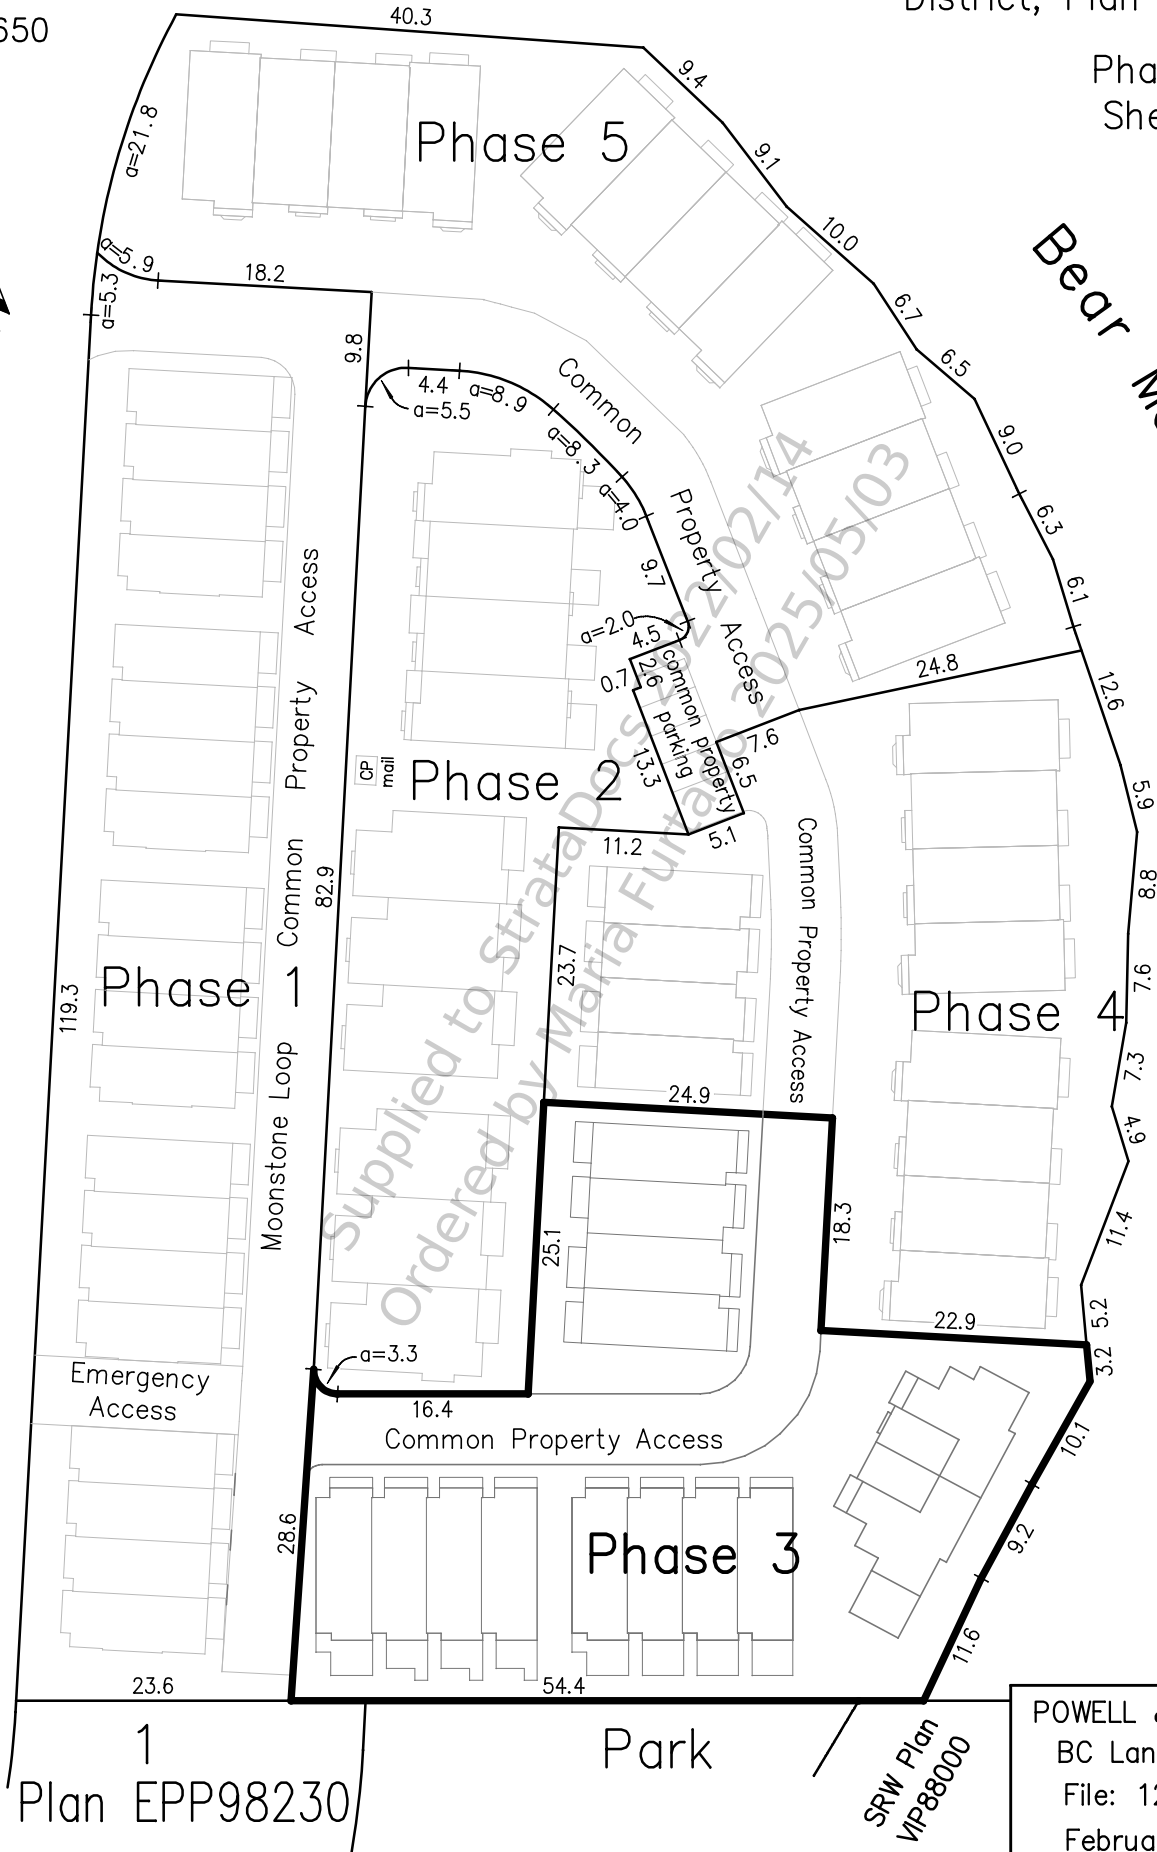 650
District, Plan
Pha
She
40.3
9.4
9.1
10.0
6.7
6.5
9.0
6.3
6.1
a=21.8
a=5.9
a=5.3
18.2
9.8
Phase 5
Bear
Mo
4.4
a=8.9
a=5.5
a=8.3
a=4.0
9.7
a=2.0
4.5
2.6
0.7
13.3
Common
Property
Access
common property
parking
7.6
6.5
5.1
24.8
12.6
5.9
8.8
7.6
7.3
4.9
11.4
5.2
3.2
10.1
9.2
11.6
CP
mail
Phase 2
11.2
23.7
82.9
119.3
Phase 1
Moonstone Loop Common Property Access
Common Property Access
Phase 4
24.9
25.1
18.3
22.9
a=3.3
16.4
Emergency
Access
Common Property Access
28.6
Phase 3
23.6
54.4
1
Plan EPP98230
Park
SRW Plan
VIP88000
POWELL
BC Lan
File: 12
Februa
Supplied to StrataDocs 2022/02/14
Ordered by Maria Furtado 2025/05/03